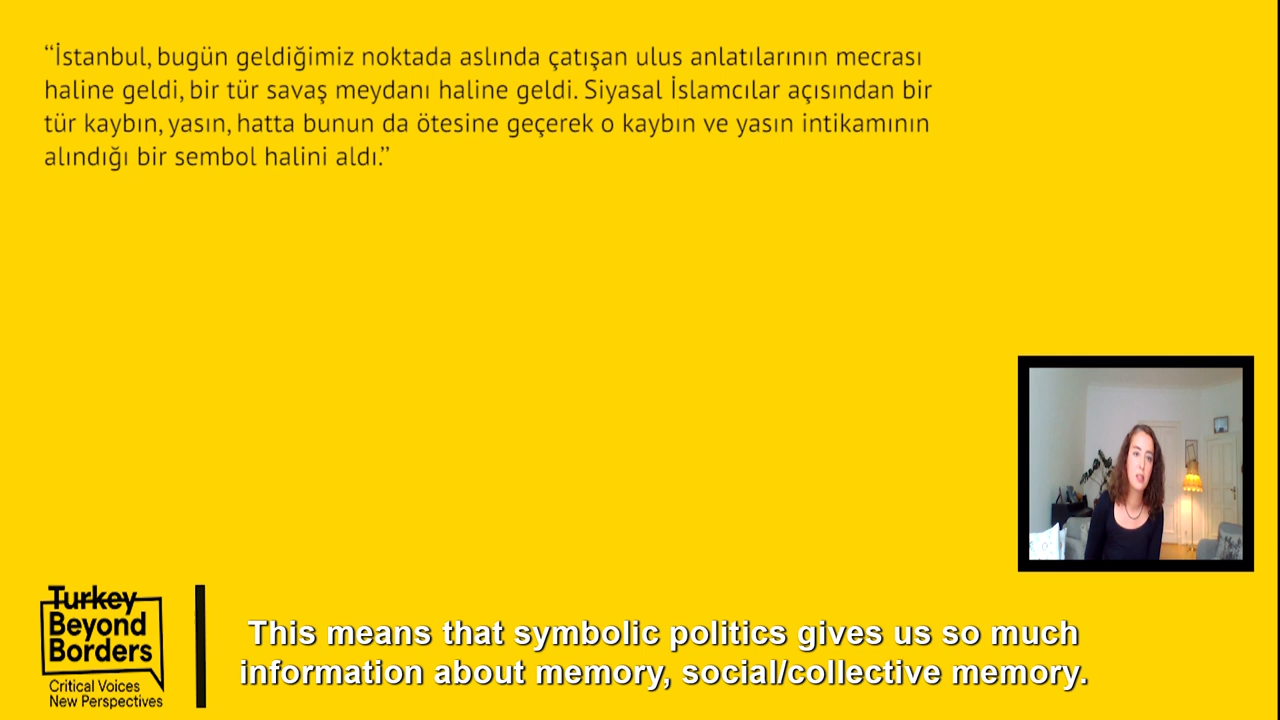 “İstanbul, bugün geldiğimiz noktada aslında çatışan ulus anlatılarının mecrası
haline geldi, bir tür savaş meydanı haline geldi. Siyasal İslamcılar açısından bir
tür kaybın, yasın, hatta bunun da ötesine geçerek o kaybın ve yasın intikamının
alındığı bir sembol halini aldı.”
Turkey
Beyond
Borders
Critical Voices
New Perspectives
This means that symbolic politics gives us so much
information about memory, social/collective memory.